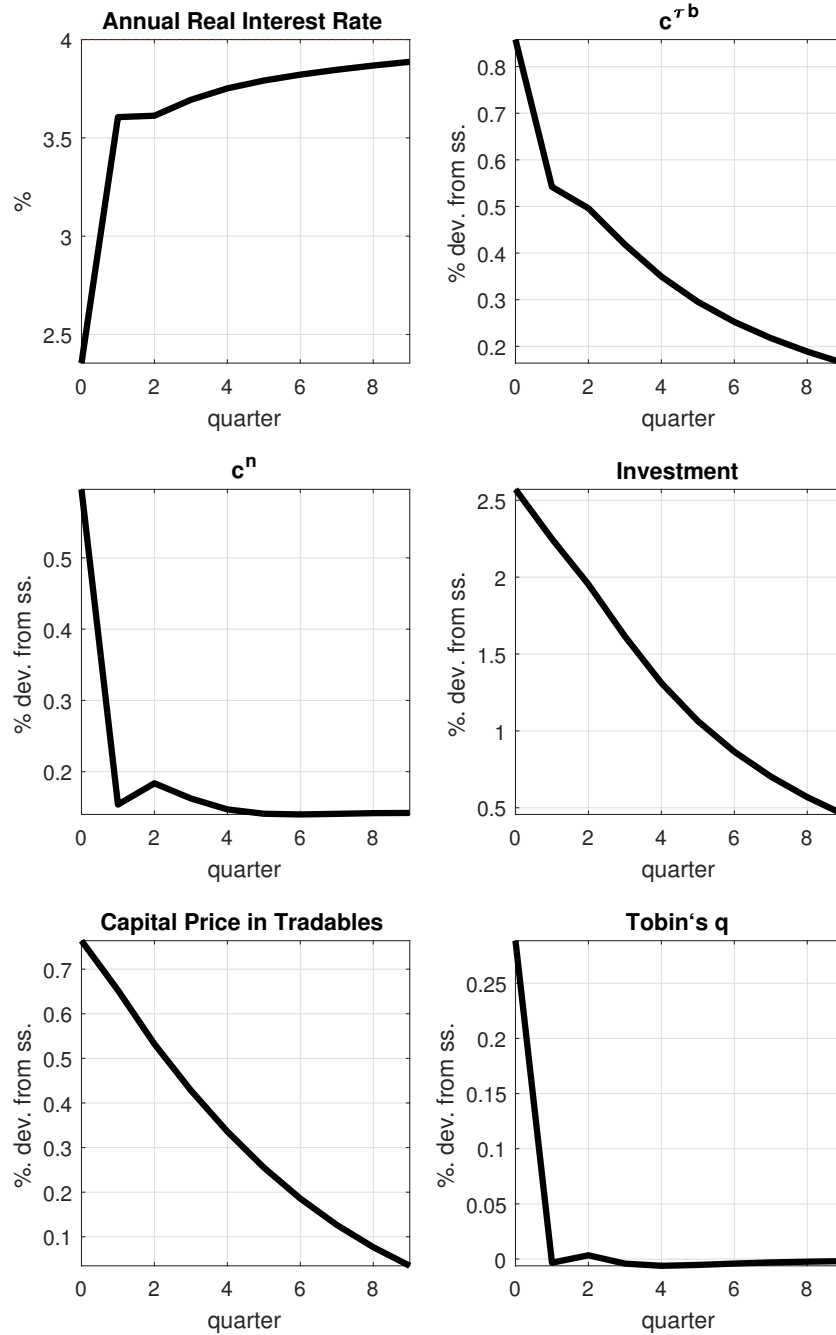 Annual Real Interest Rate
%
4
3.5
3
2.5
0 2 4 6 8
quarter
c^τ b
% dev. from ss.
0.8
0.7
0.6
0.5
0.4
0.3
0.2
0 2 4 6 8
quarter
c^n
% dev. from ss.
0.5
0.4
0.3
0.2
0 2 4 6 8
quarter
Investment
%. dev. from ss.
2.5
2
1.5
1
0.5
0 2 4 6 8
quarter
Capital Price in Tradables
%. dev. from ss.
0.7
0.6
0.5
0.4
0.3
0.2
0.1
0 2 4 6 8
quarter
Tobin‘s q
%. dev. from ss.
0.25
0.2
0.15
0.1
0.05
0
0 2 4 6 8
quarter